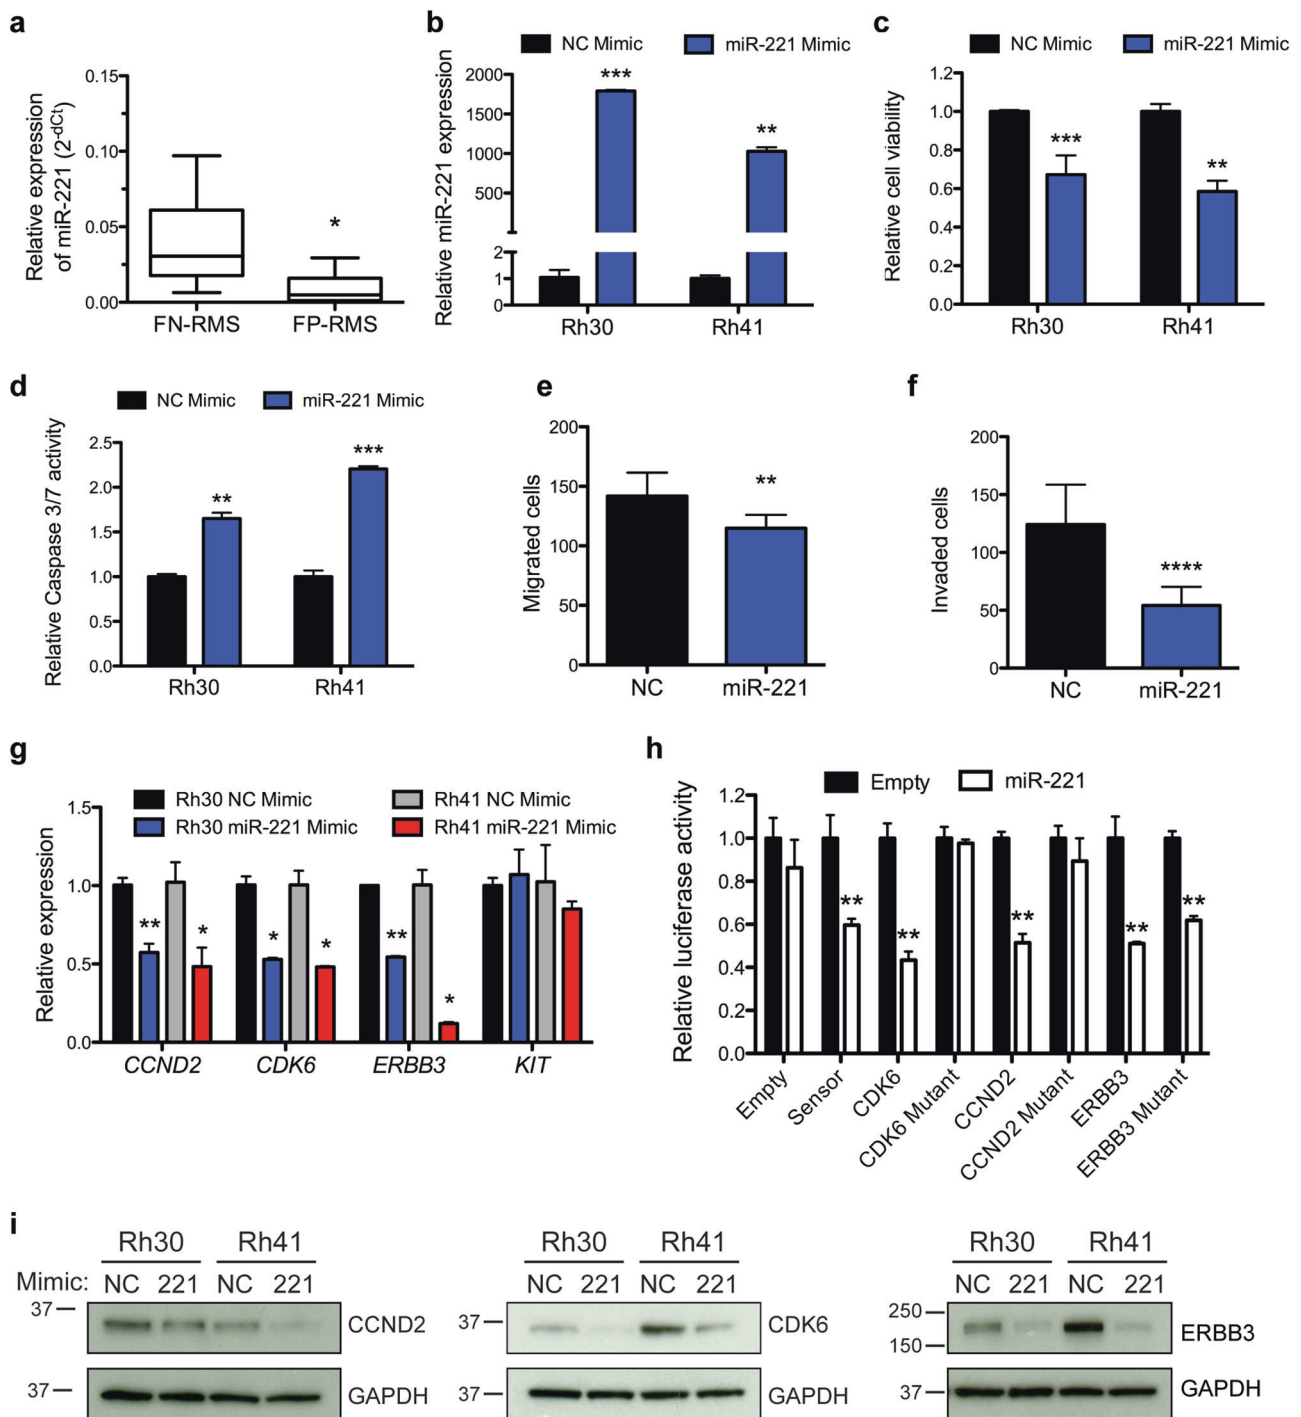 a
Relative expression
of miR-221 (2^-dCt)
0.15
0.10
0.05
0.00
*
FN-RMS FP-RMS
b
NC Mimic miR-221 Mimic
Relative miR-221 expression
2000
1500
1000
500
2
1
0
***
**
Rh30 Rh41
c
NC Mimic miR-221 Mimic
Relative cell viability
1.2
1.0
0.8
0.6
0.4
0.2
0.0
***
**
Rh30 Rh41
d
NC Mimic miR-221 Mimic
Relative Caspase 3/7 activity
2.5
2.0
1.5
1.0
0.5
0.0
**
***
Rh30 Rh41
e
Migrated cells
200
150
100
50
0
**
NC miR-221
f
Invaded cells
200
150
100
50
0
****
NC miR-221
g
Rh30 NC Mimic Rh41 NC Mimic
Rh30 miR-221 Mimic Rh41 miR-221 Mimic
Relative expression
1.5
1.0
0.5
0.0
** * * * ** *
CCND2 CDK6 ERBB3 KIT
h
Empty miR-221
Relative luciferase activity
1.2
1.0
0.8
0.6
0.4
0.2
0.0
** ** ** ** **
Empty
Sensor
CDK6
CDK6 Mutant
CCND2
CCND2 Mutant
ERBB3
ERBB3 Mutant
i
Rh30 Rh41
Mimic: NC 221 NC 221
37
CCND2
37
GAPDH
Rh30 Rh41
NC 221 NC 221
37
CDK6
37
GAPDH
Rh30 Rh41
NC 221 NC 221
250
150
ERBB3
37
GAPDH